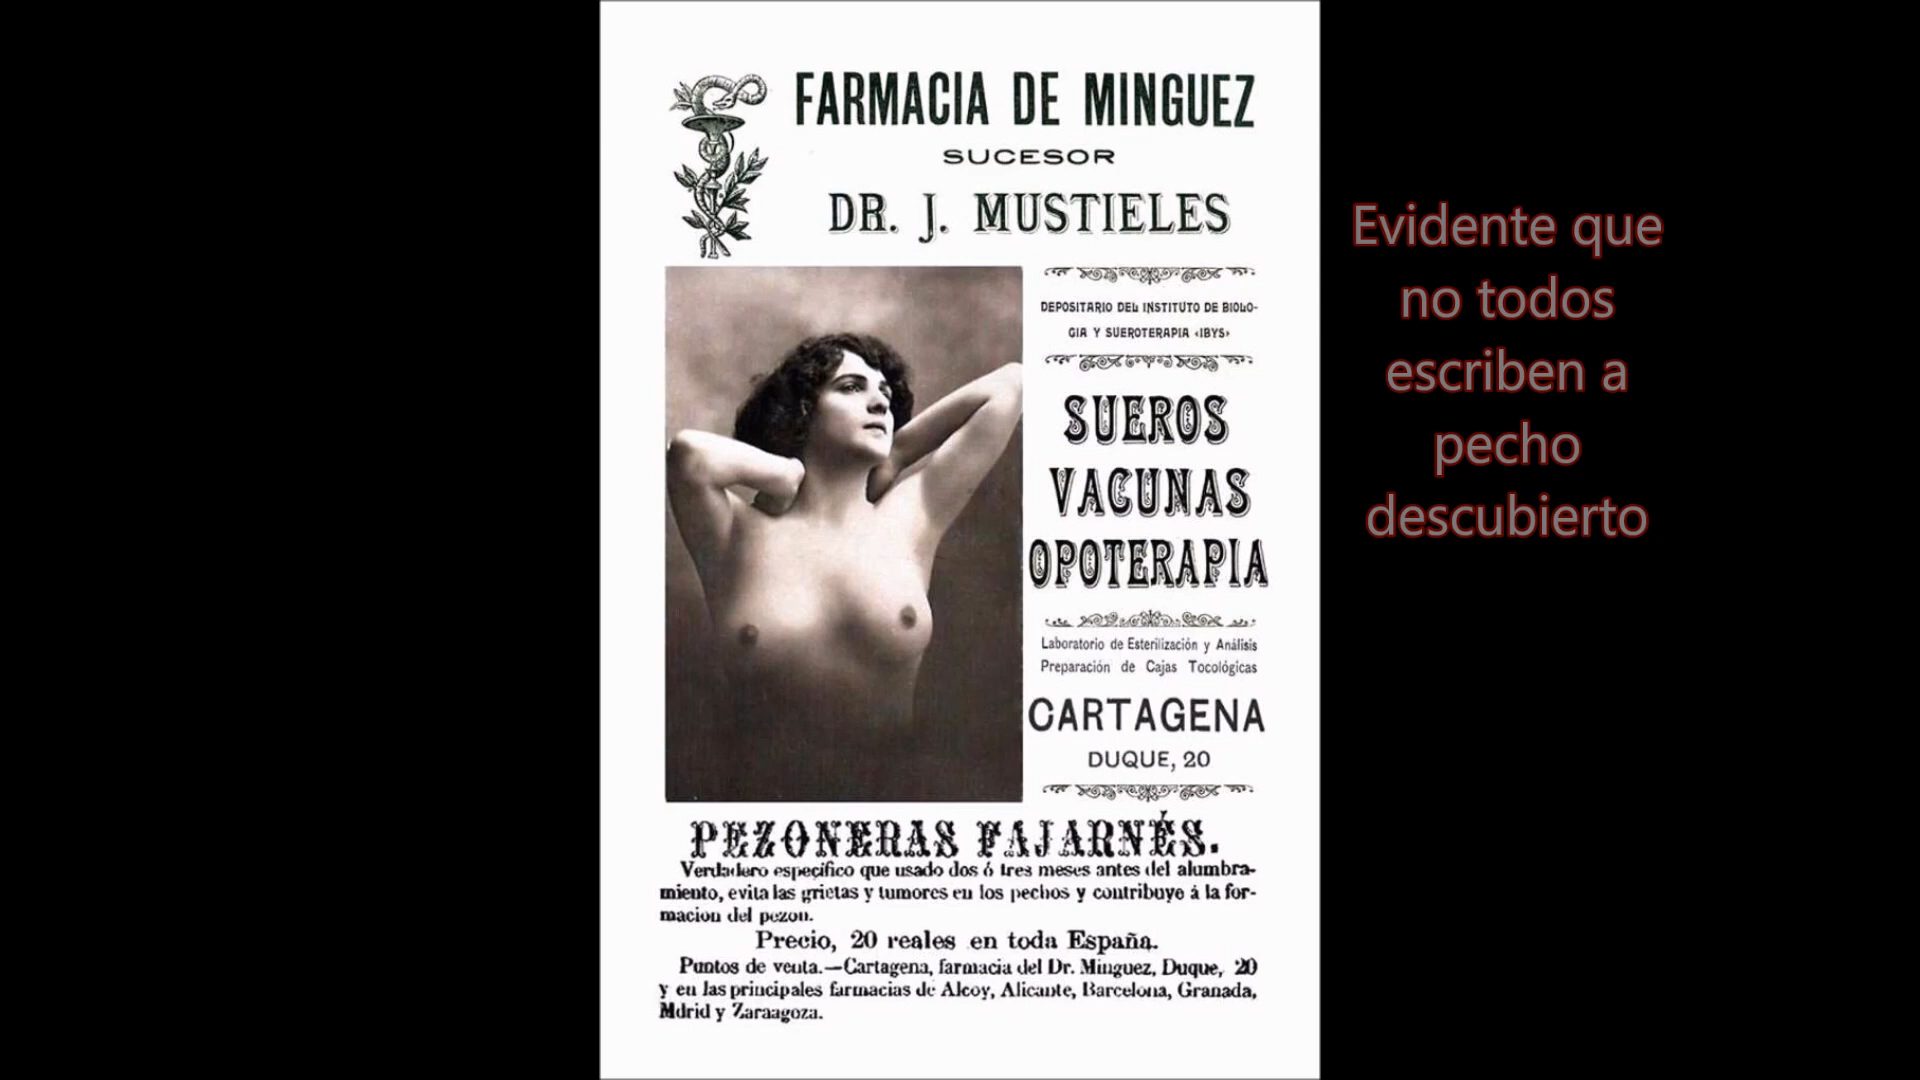 FARMACIA DE MINGUEZ
SUCESOR
DR. J. MUSTIELES
DEPOSITARIO DEL INSTITUTO DE BIOLO-
GIA Y SUEROTERAPIA «IBYS»
SUEROS
VACUNAS
OPOTERAPIA
Laboratorio de Esterilización y Análisis
Preparación de Cajas Tocológicas
CARTAGENA
DUQUE, 20
PEZONERAS FAJARNÉS.
Verdadero específico que usado dos ó tres meses antes del alumbra-
miento, evita las grietas y tumores en los pechos y contribuye á la for-
macion del pezon.
Precio, 20 reales en toda España.
Puntos de venta.—Cartagena, farmacia del Dr. Minguez, Duque, 20
y en las principales farmacias de Alcoy, Alicante, Barcelona, Granada,
Mdrid y Zaraagoza.
Evidente que
no todos
escriben a
pecho
descubierto